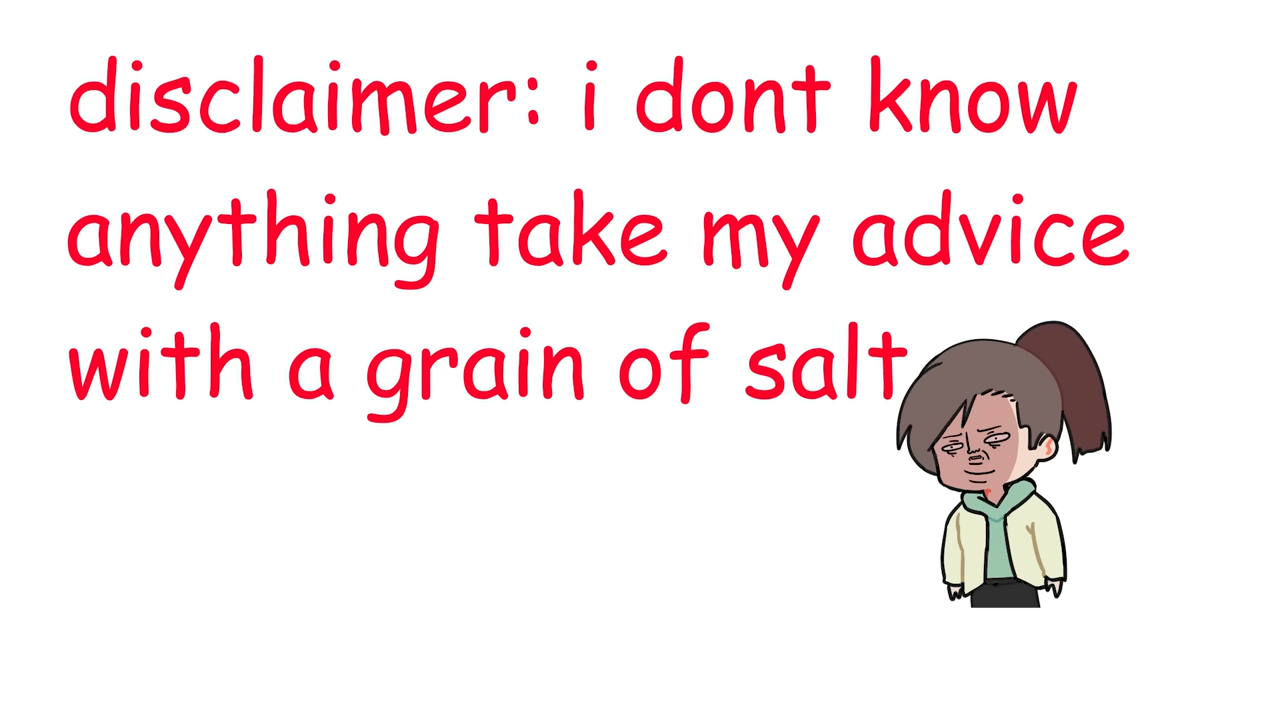 disclaimer: i dont know
anything take my advice
with a grain of salt